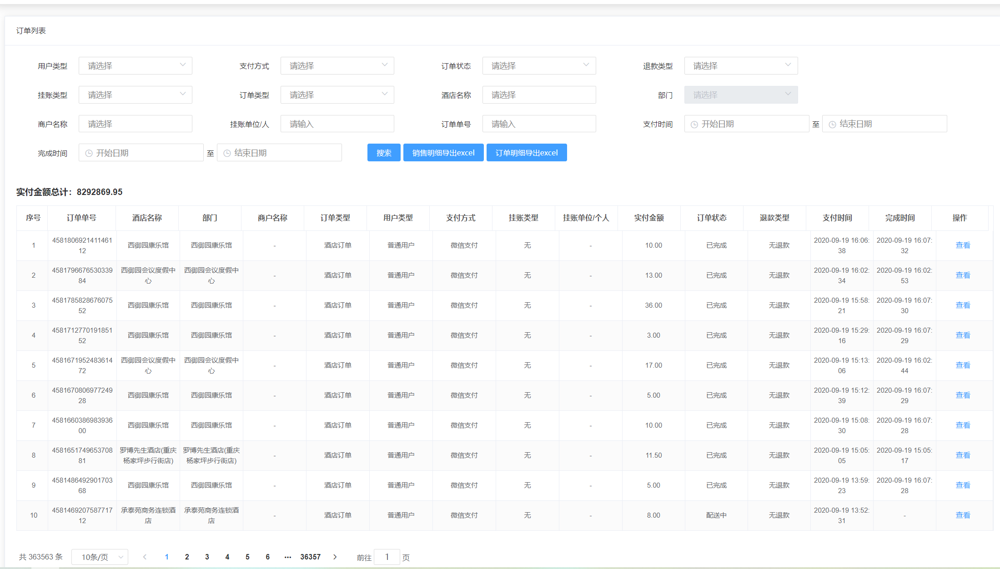 订单列表
用户类型 请选择 支付方式 请选择 订单状态 请选择 退款类型 请选择
挂账类型 请选择 订单类型 请选择 酒店名称 请选择 部门 请选择
商户名称 请选择 挂账单位/人 请输入 订单单号 请输入 支付时间 开始日期 至 结束日期
完成时间 开始日期 至 结束日期 搜索 销售明细导出excel 订单明细导出excel
实付金额总计：8292869.95
序号 订单单号 酒店名称 部门 商户名称 订单类型 用户类型 支付方式 挂账类型 挂账单位/个人 实付金额 订单状态 退款类型 支付时间 完成时间 操作
1 4581806921411461 西御园康乐馆 西御园康乐馆 - 酒店订单 普通用户 微信支付 无 - 10.00 已完成 无退款 2020-09-19 16:06: 2020-09-19 16:07: 查看
12 38 32
2 4581796676530339 西御园会议度假中 西御园会议度假中 - 酒店订单 普通用户 微信支付 无 - 13.00 已完成 无退款 2020-09-19 16:02: 2020-09-19 16:02: 查看
84 心 心 34 53
3 4581785828676075 西御园康乐馆 西御园康乐馆 - 酒店订单 普通用户 微信支付 无 - 36.00 已完成 无退款 2020-09-19 15:58: 2020-09-19 16:07: 查看
52 21 30
4 4581712770191851 西御园康乐馆 西御园康乐馆 - 酒店订单 普通用户 微信支付 无 - 3.00 已完成 无退款 2020-09-19 15:29: 2020-09-19 16:07: 查看
52 16 29
5 4581671952483614 西御园会议度假中 西御园会议度假中 - 酒店订单 普通用户 微信支付 无 - 17.00 已完成 无退款 2020-09-19 15:13: 2020-09-19 16:02: 查看
72 心 心 06 44
6 4581670806977249 西御园康乐馆 西御园康乐馆 - 酒店订单 普通用户 微信支付 无 - 5.00 已完成 无退款 2020-09-19 15:12: 2020-09-19 16:07: 查看
28 39 29
7 4581660386983936 西御园康乐馆 西御园康乐馆 - 酒店订单 普通用户 微信支付 无 - 10.00 已完成 无退款 2020-09-19 15:08: 2020-09-19 16:07: 查看
00 30 28
8 4581651749653708 罗博先生酒店(重庆 罗博先生酒店(重庆 - 酒店订单 普通用户 微信支付 无 - 11.50 已完成 无退款 2020-09-19 15:05: 2020-09-19 15:05: 查看
81 杨家坪步行街店) 杨家坪步行街店) 05 17
9 4581486492901703 西御园康乐馆 西御园康乐馆 - 酒店订单 普通用户 微信支付 无 - 5.00 已完成 无退款 2020-09-19 13:59: 2020-09-19 16:07: 查看
68 23 28
10 4581469207587717 承泰苑商务连锁酒 承泰苑商务连锁酒 - 酒店订单 普通用户 微信支付 无 - 8.00 配送中 无退款 2020-09-19 13:52: - 查看
12 店 店 31
共 363563 条 10条/页 1 2 3 4 5 6 ··· 36357 前往 1 页